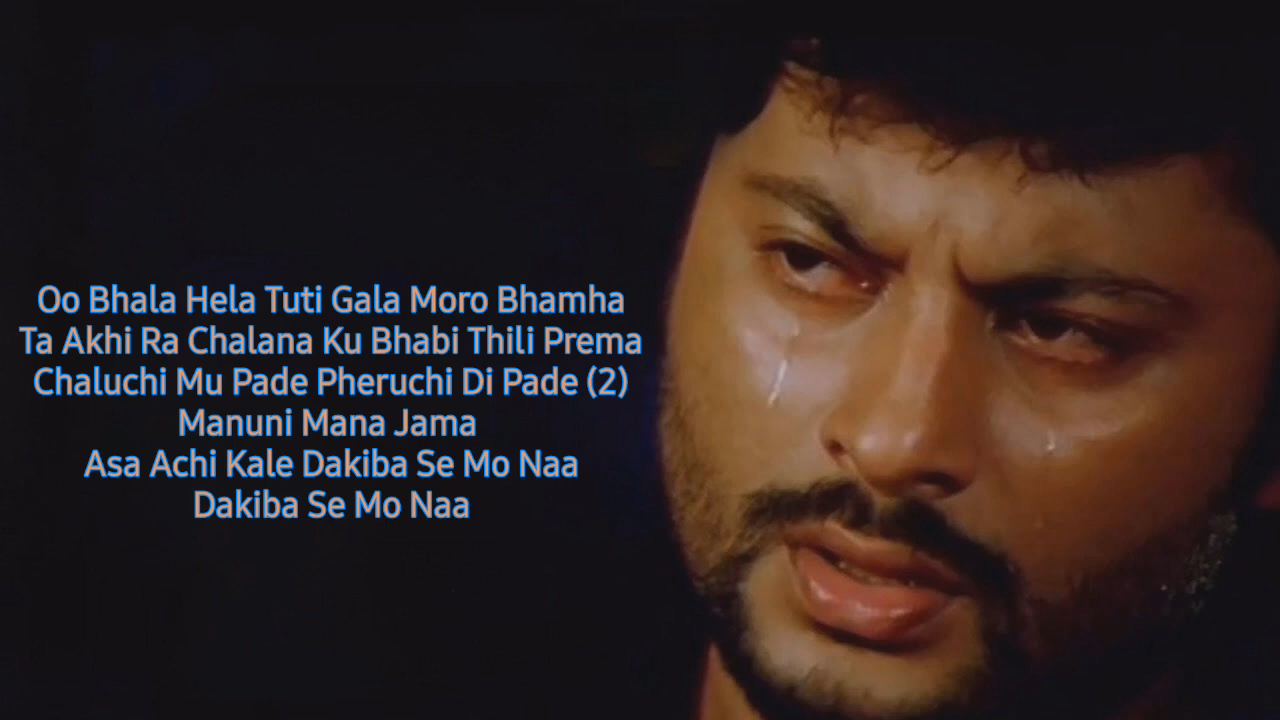 Oo Bhala Hela Tuti Gala Moro Bhamha
Ta Akhi Ra Chalana Ku Bhabi Thili Prema
Chaluchi Mu Pade Pheruchi Di Pade (2)
Manuni Mana Jama
Asa Achi Kale Dakiba Se Mo Naa
Dakiba Se Mo Naa